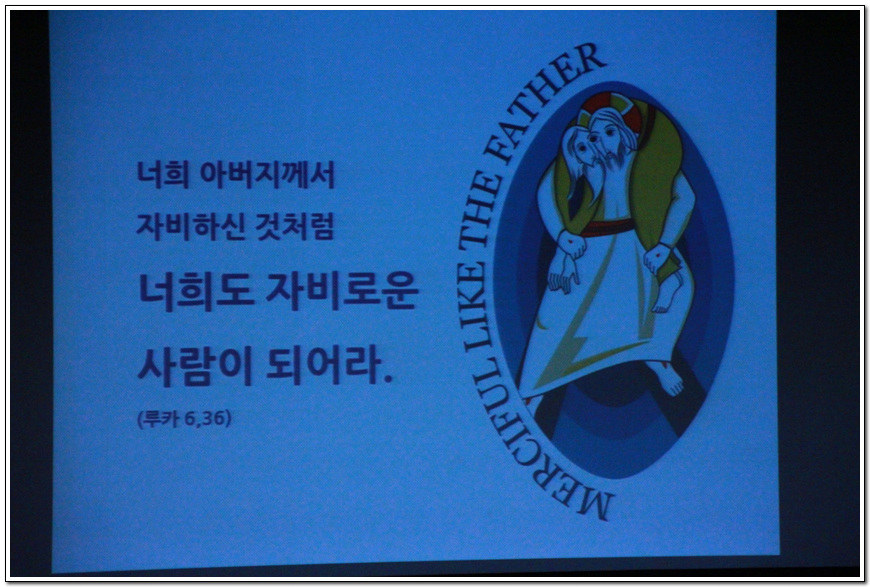 너희 아버지께서
자비하신 것처럼
너희도 자비로운
사람이 되어라.
(루카 6,36)
MERCIFUL LIKE THE FATHER